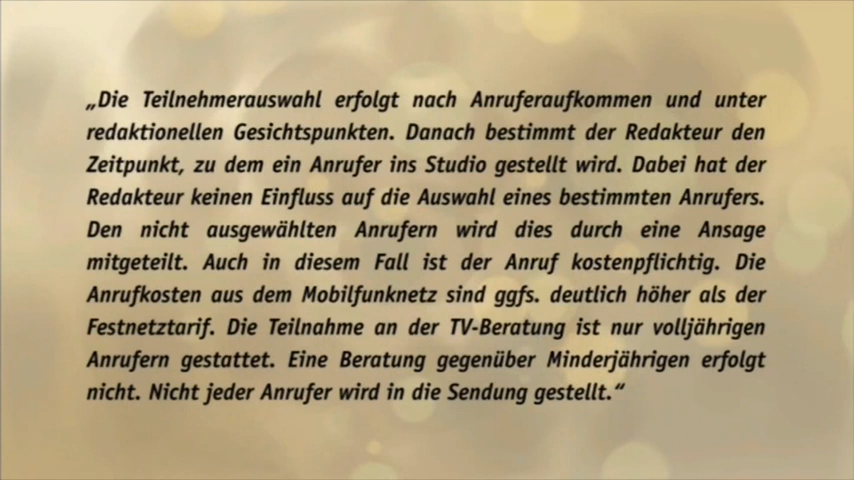 „Die Teilnehmerauswahl erfolgt nach Anruferaufkommen und unter
redaktionellen Gesichtspunkten. Danach bestimmt der Redakteur den
Zeitpunkt, zu dem ein Anrufer ins Studio gestellt wird. Dabei hat der
Redakteur keinen Einfluss auf die Auswahl eines bestimmten Anrufers.
Den nicht ausgewählten Anrufern wird dies durch eine Ansage
mitgeteilt. Auch in diesem Fall ist der Anruf kostenpflichtig. Die
Anrufkosten aus dem Mobilfunknetz sind ggfs. deutlich höher als der
Festnetztarif. Die Teilnahme an der TV-Beratung ist nur volljährigen
Anrufern gestattet. Eine Beratung gegenüber Minderjährigen erfolgt
nicht. Nicht jeder Anrufer wird in die Sendung gestellt.“